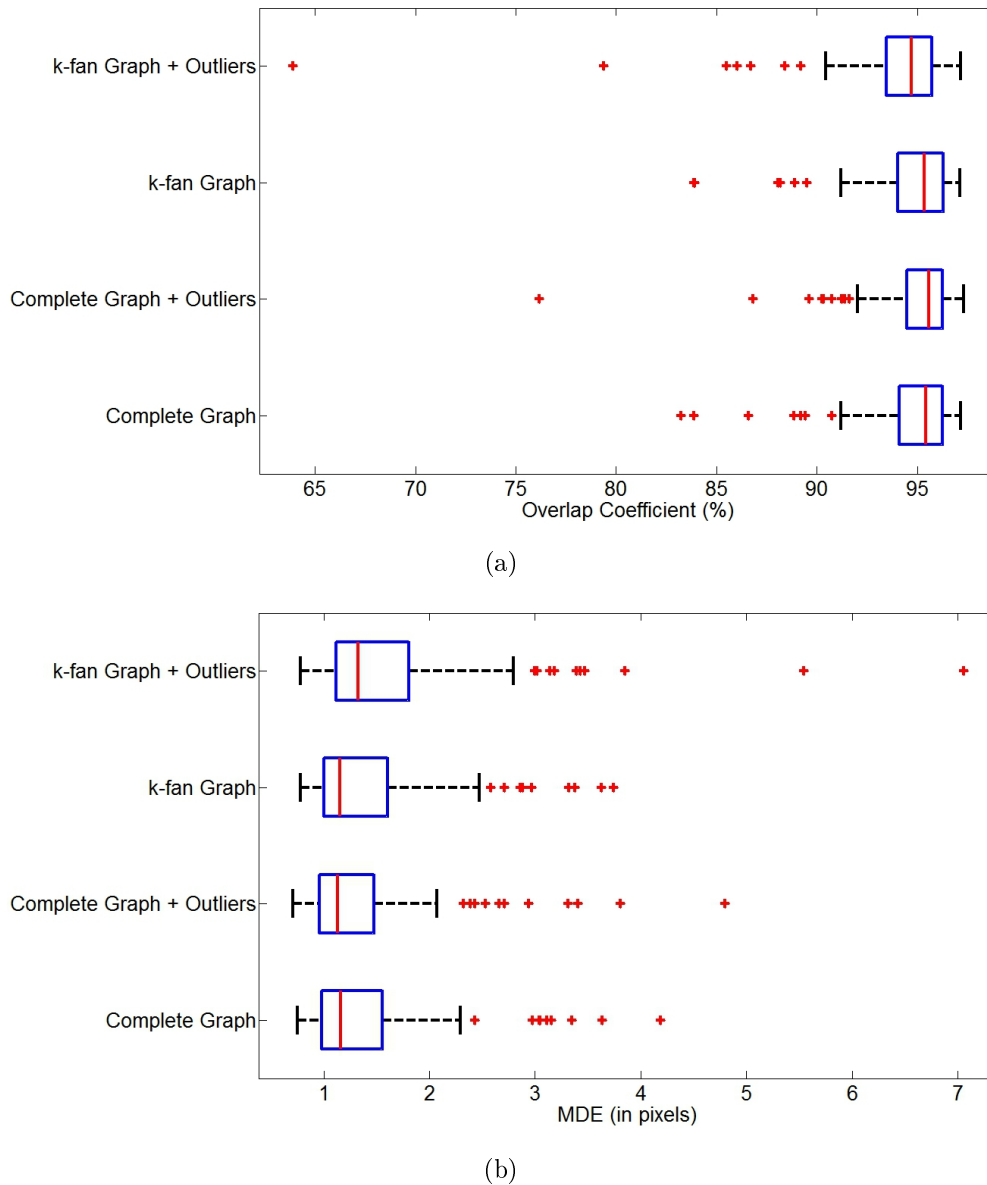 k-fan Graph + Outliers
k-fan Graph
Complete Graph + Outliers
Complete Graph
65 70 75 80 85 90 95
Overlap Coefficient (%)
(a)
k-fan Graph + Outliers
k-fan Graph
Complete Graph + Outliers
Complete Graph
1 2 3 4 5 6 7
MDE (in pixels)
(b)